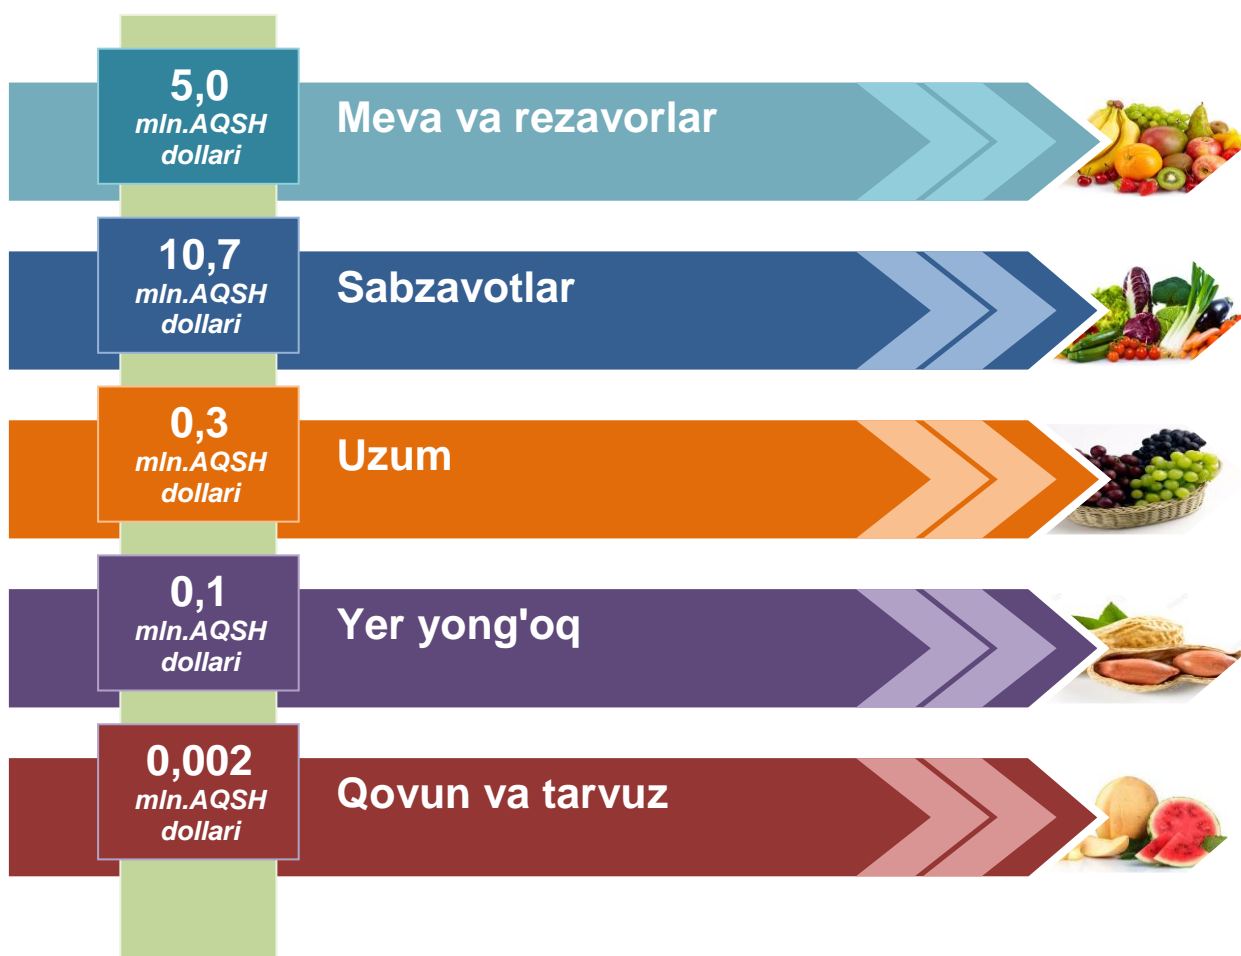 5,0
mln.AQSH
dollari
Meva va rezavorlar
10,7
mln.AQSH
dollari
Sabzavotlar
0,3
mln.AQSH
dollari
Uzum
0,1
mln.AQSH
dollari
Yer yong'oq
0,002
mln.AQSH
dollari
Qovun va tarvuz